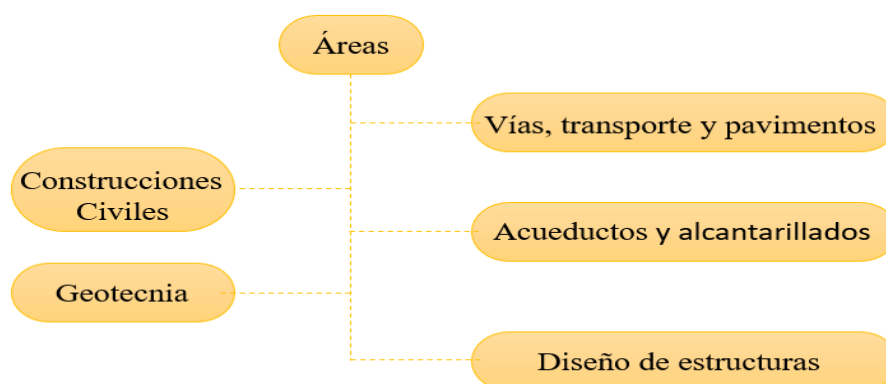 Áreas
Vías, transporte y pavimentos
Construcciones
Civiles
Acueductos y alcantarillados
Geotecnia
Diseño de estructuras